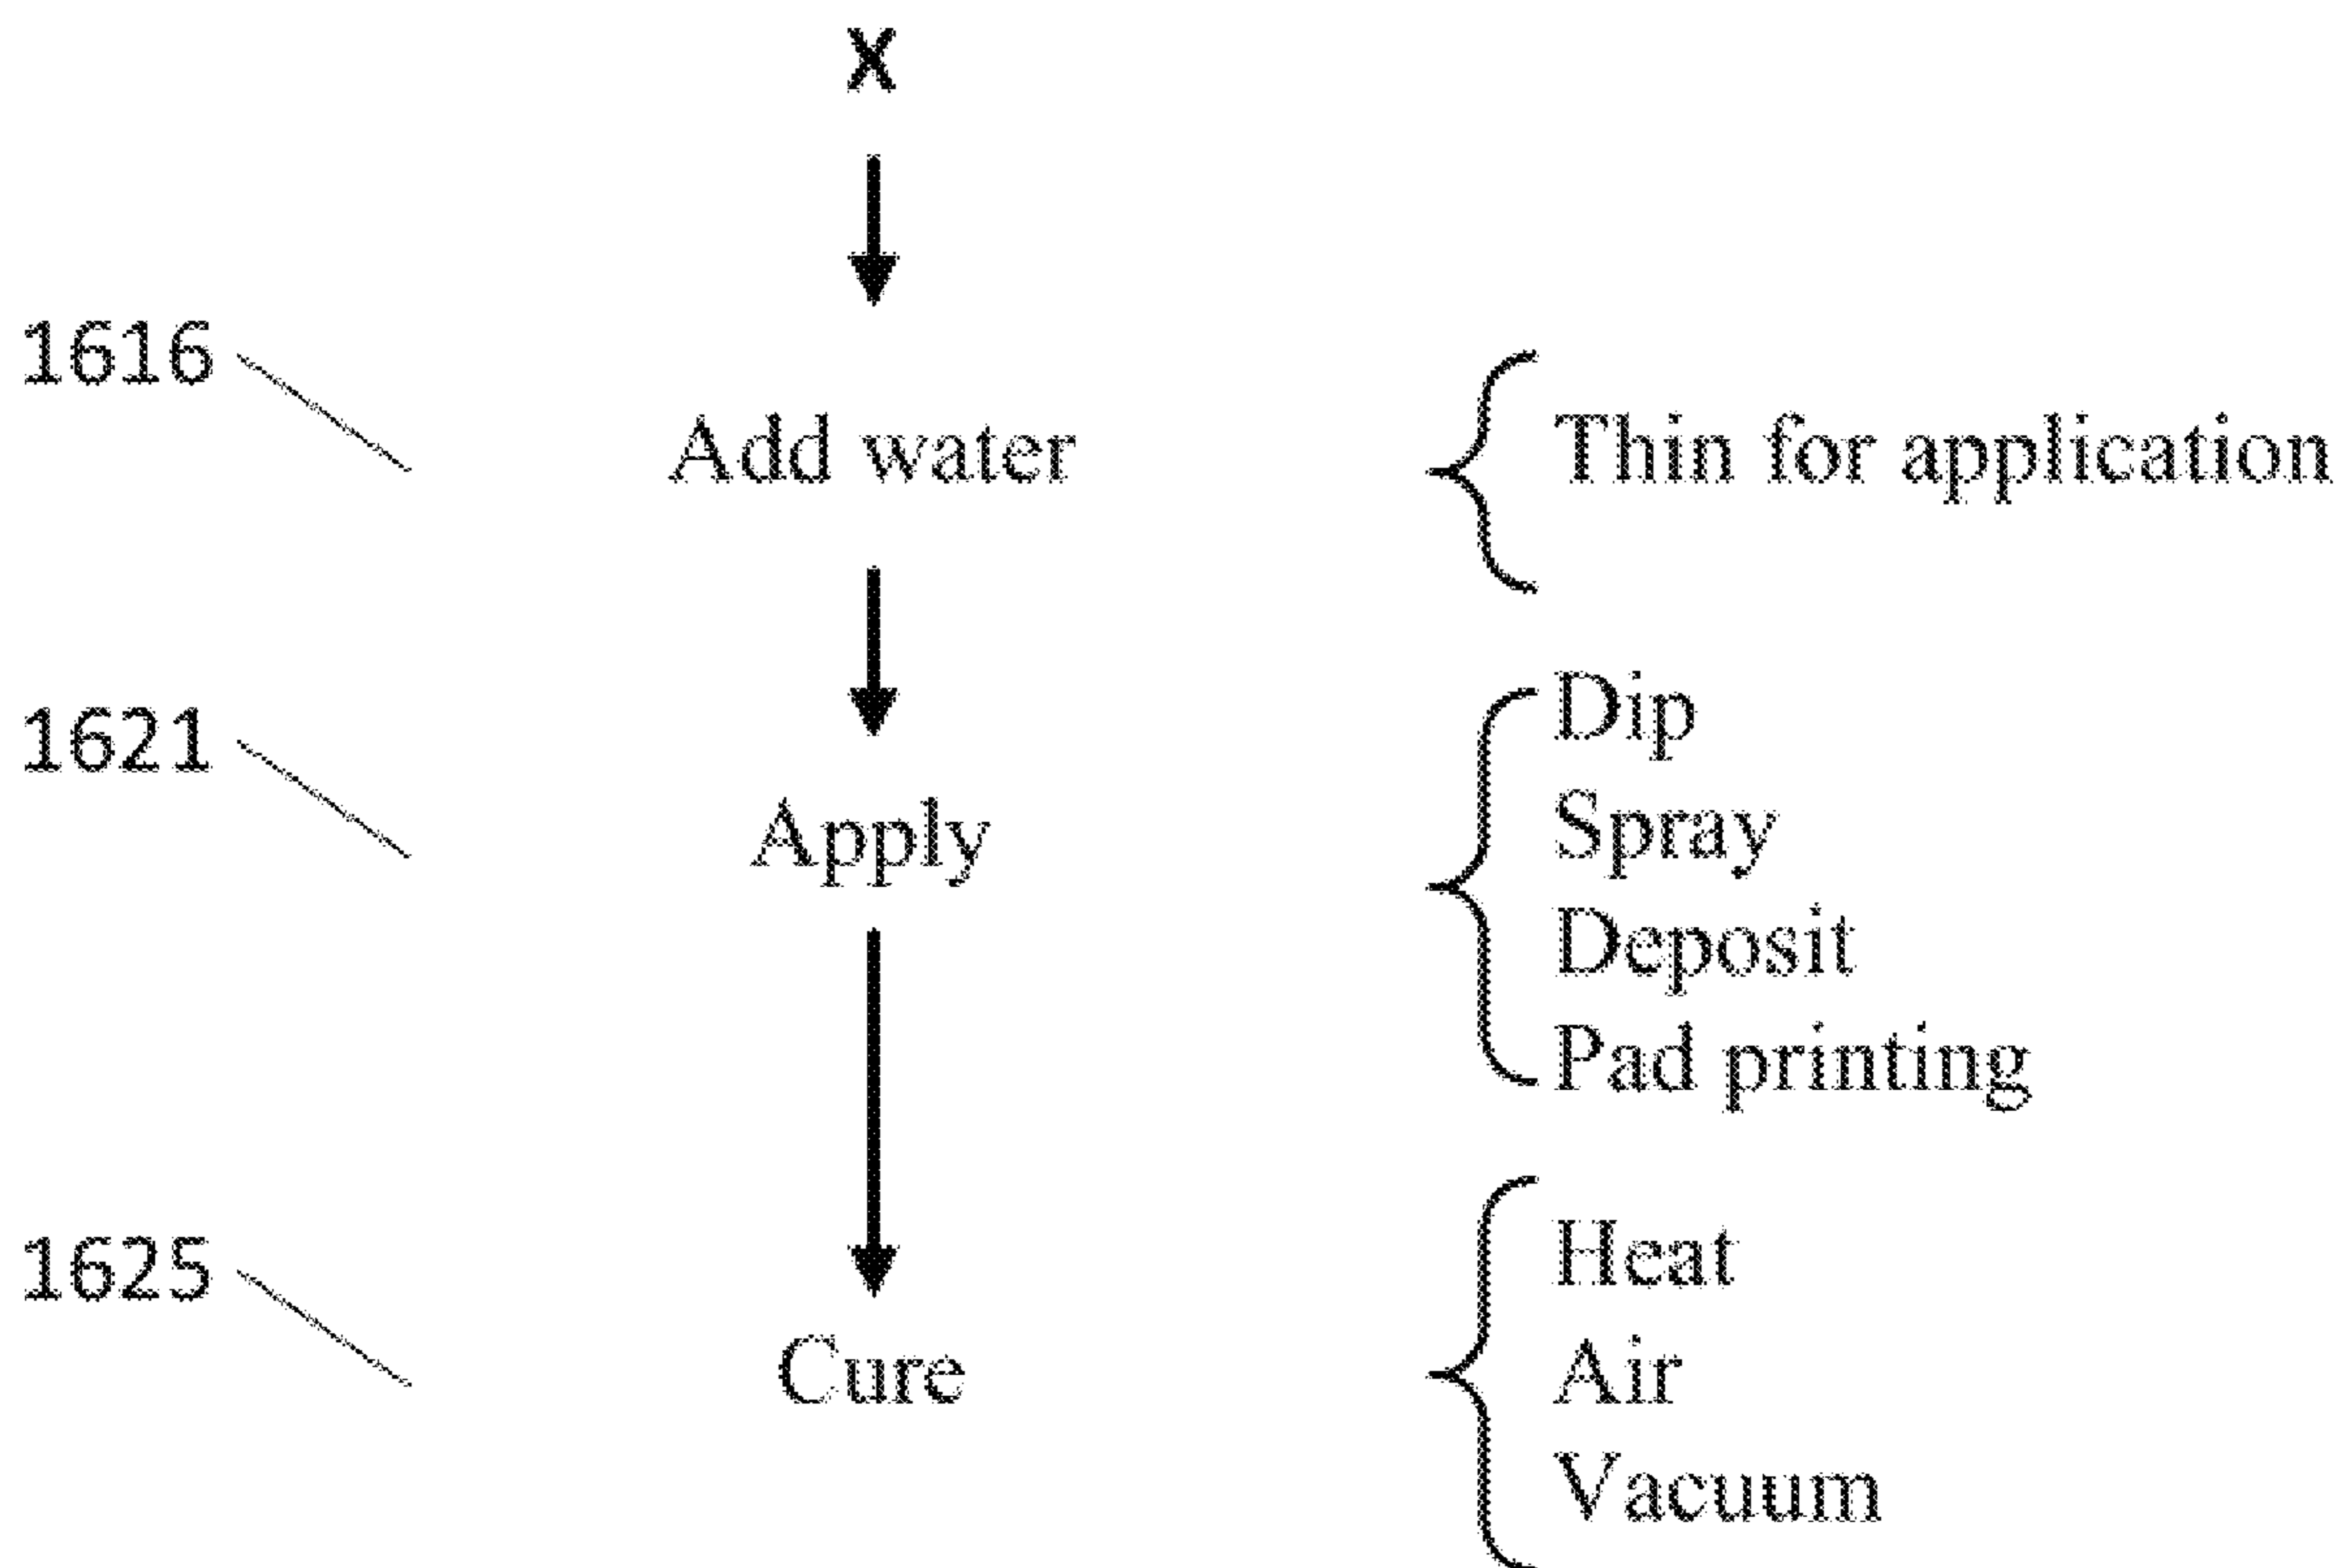 X
1616
Add water
Thin for application
1621
Apply
Dip
Spray
Deposit
Pad printing
1625
Cure
Heat
Air
Vacuum